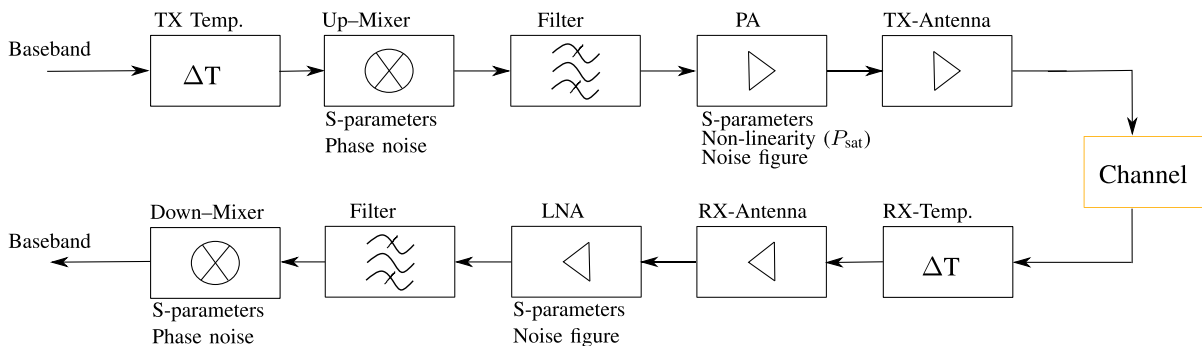 TX Temp.
Up–Mixer
Filter
PA
TX-Antenna
Baseband
ΔT
S-parameters
Phase noise
S-parameters
Non-linearity (P_sat)
Noise figure
Channel
Down–Mixer
Filter
LNA
RX-Antenna
RX-Temp.
Baseband
ΔT
S-parameters
Phase noise
S-parameters
Noise figure